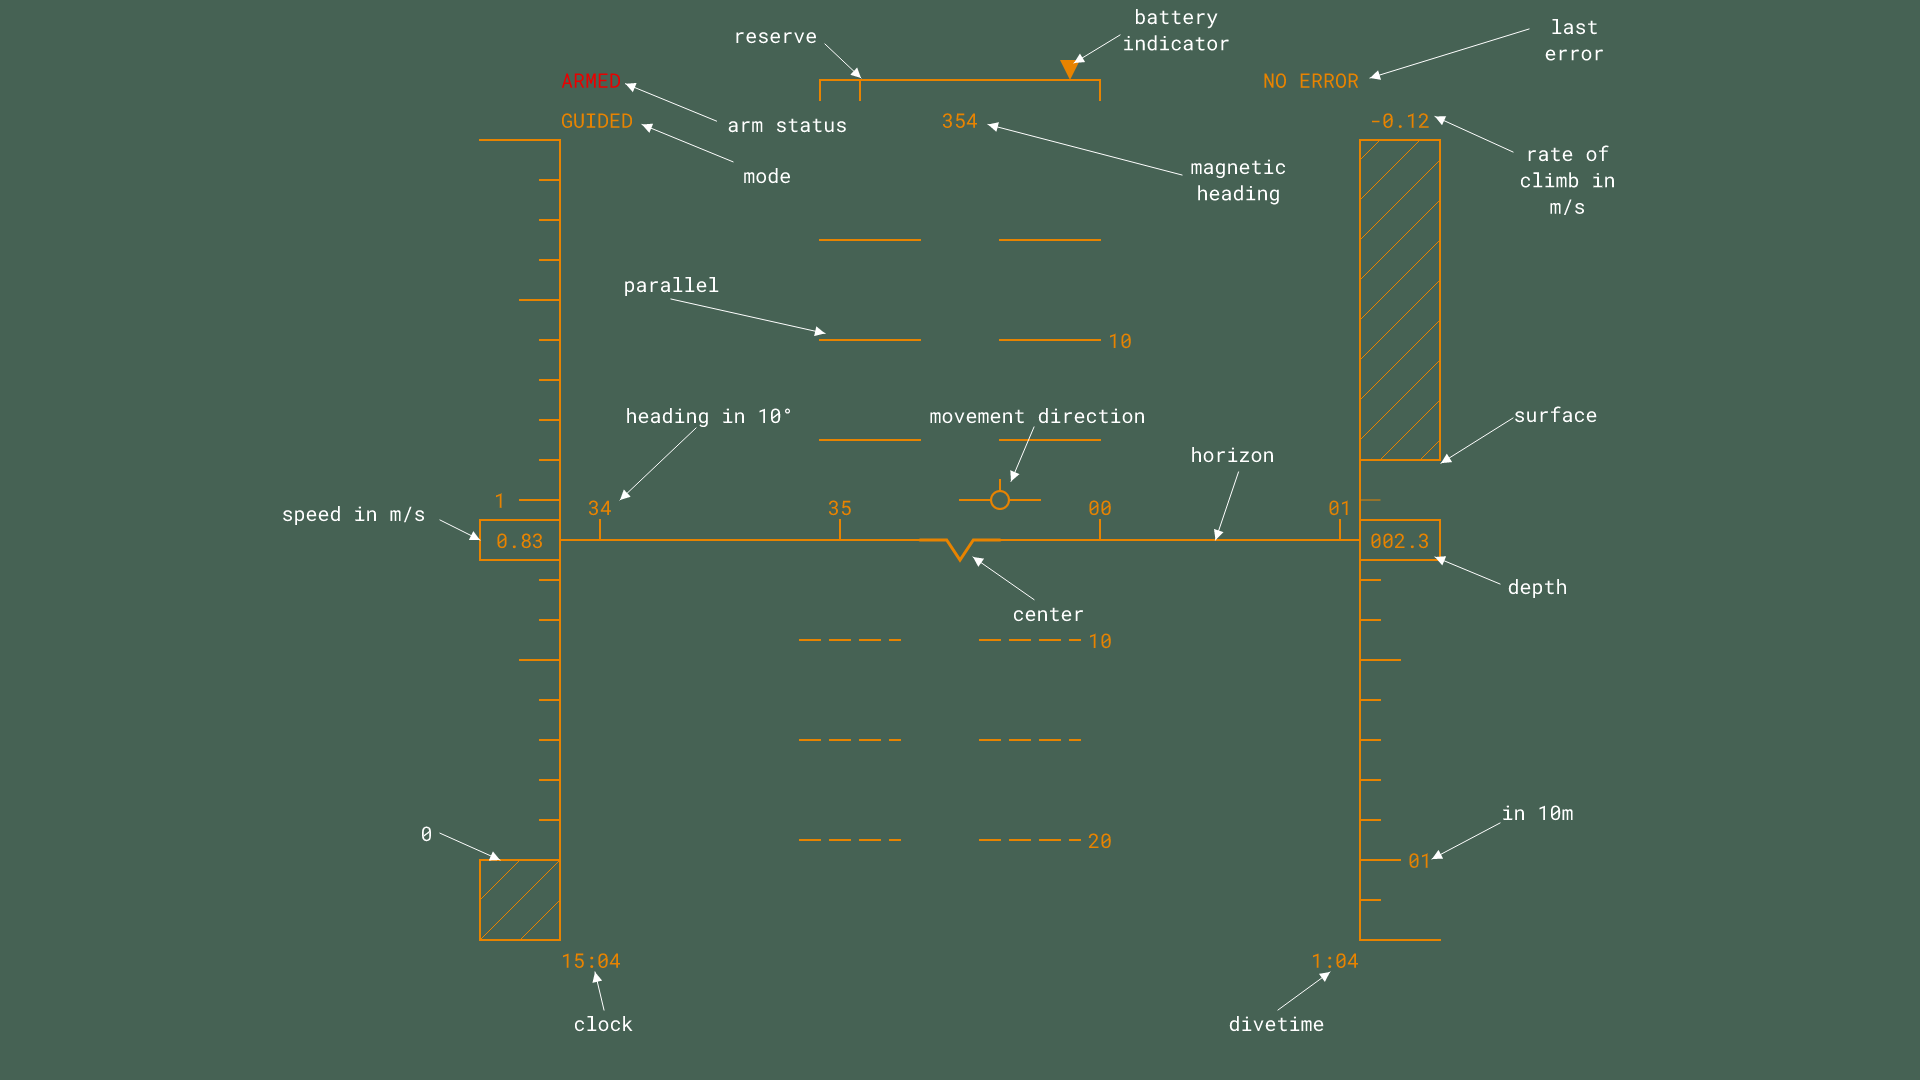 battery
indicator
reserve
last
error
ARMED
NO ERROR
GUIDED
arm status
354
-0.12
mode
magnetic
heading
rate of
climb in
m/s
parallel
10
heading in 10°
movement direction
surface
horizon
1
34
35
00
01
speed in m/s
0.83
002.3
depth
center
10
in 10m
0
20
01
15:04
1:04
clock
divetime